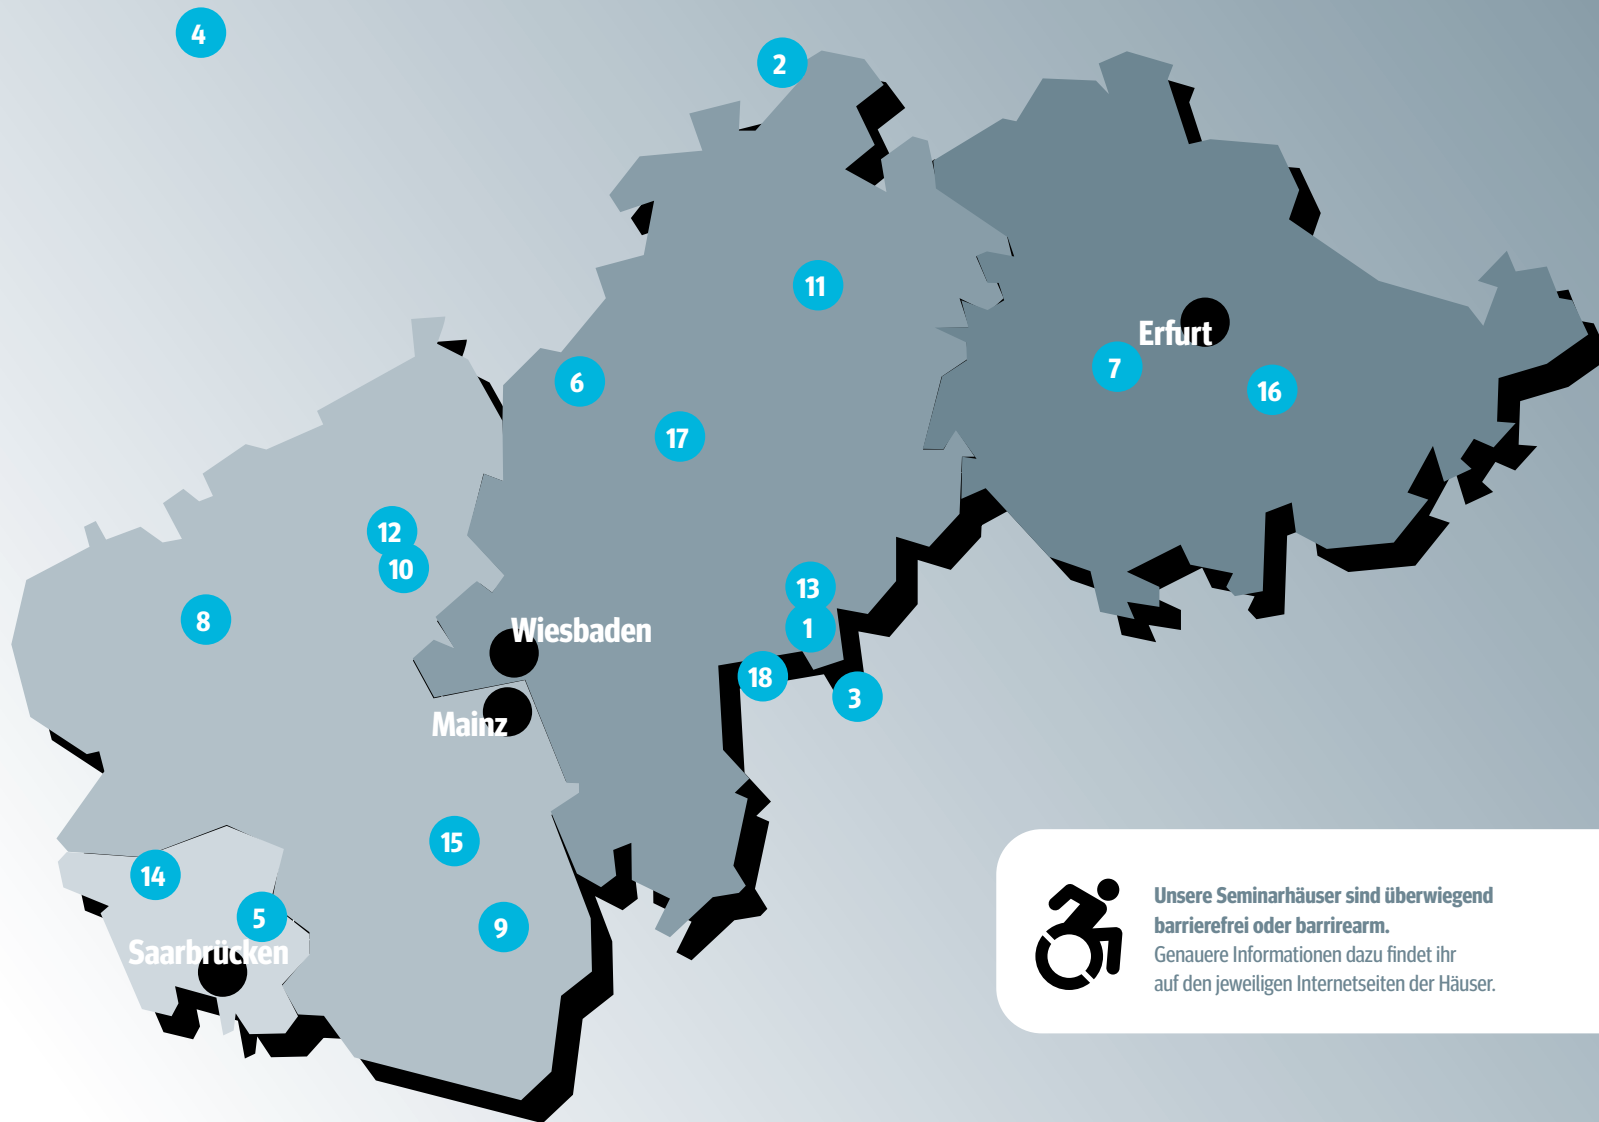 4
2
11
Erfurt
7
16
6
17
12
10
8
13
1
Wiesbaden
18
3
Mainz
15
14
5
9
Saarbrücken
Unsere Seminarhäuser sind überwiegend
barrierefrei oder barrirearm.
Genauere Informationen dazu findet ihr
auf den jeweiligen Internetseiten der Häuser.